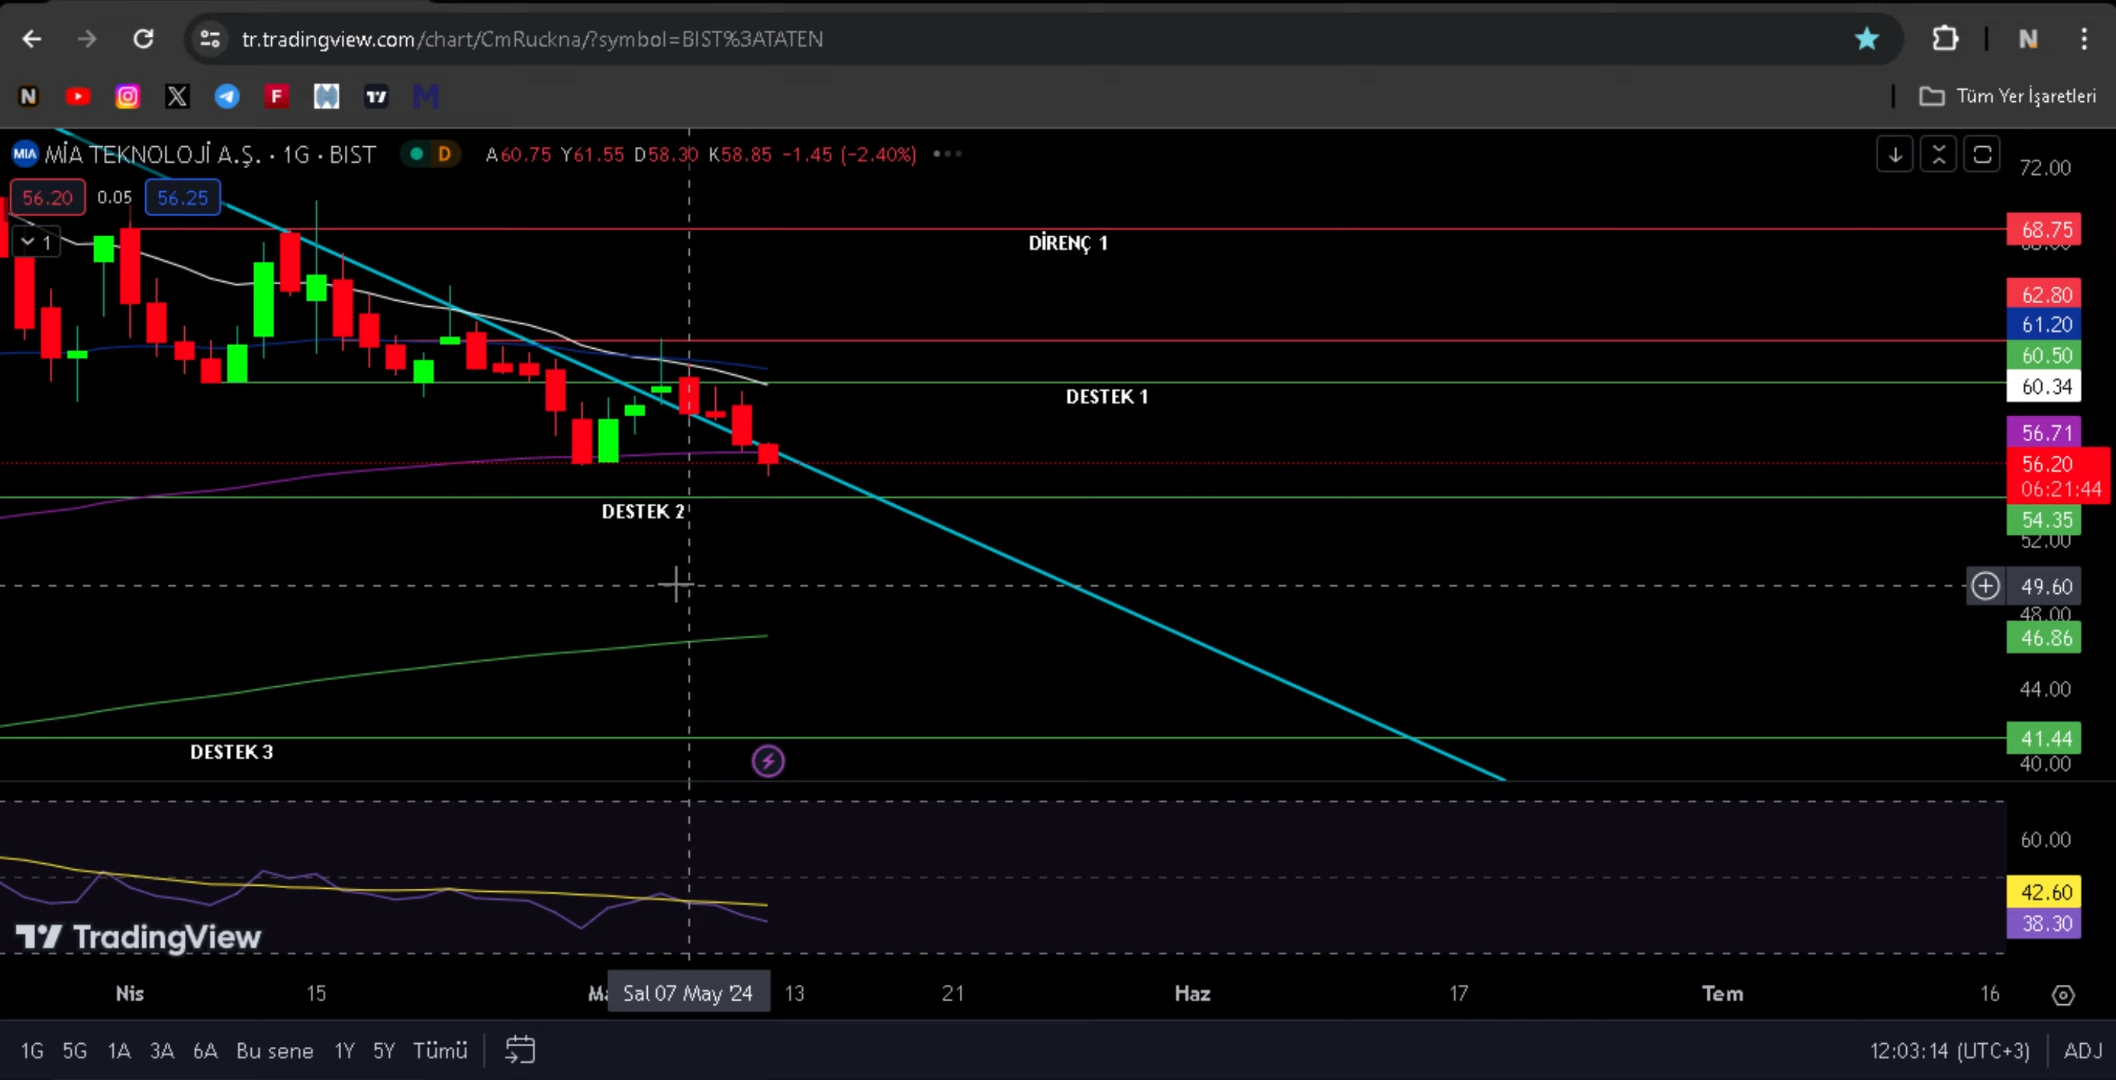 tr.tradingview.com/chart/CmRuckna/?symbol=BIST%3ATATEN
N
N
X
F
M
Tüm Yer İşaretleri
MIA MİA TEKNOLOJİ A.Ş. · 1G · BIST D A60.75 Y61.55 D58.30 K58.85 −1.45 (−2.40%)
72.00
56.20 0.05 56.25
1
DİRENÇ 1
68.75
62.80
61.20
60.50
60.34
DESTEK 1
56.71
56.20
06:21:44
DESTEK 2
54.35
52.00
49.60
48.00
46.86
44.00
DESTEK 3
41.44
40.00
60.00
42.60
38.30
TradingView
Nis 15 Sal 07 May '24 13 21 Haz 17 Tem 16
1G 5G 1A 3A 6A Bu sene 1Y 5Y Tümü
12:03:14 (UTC+3) ADJ